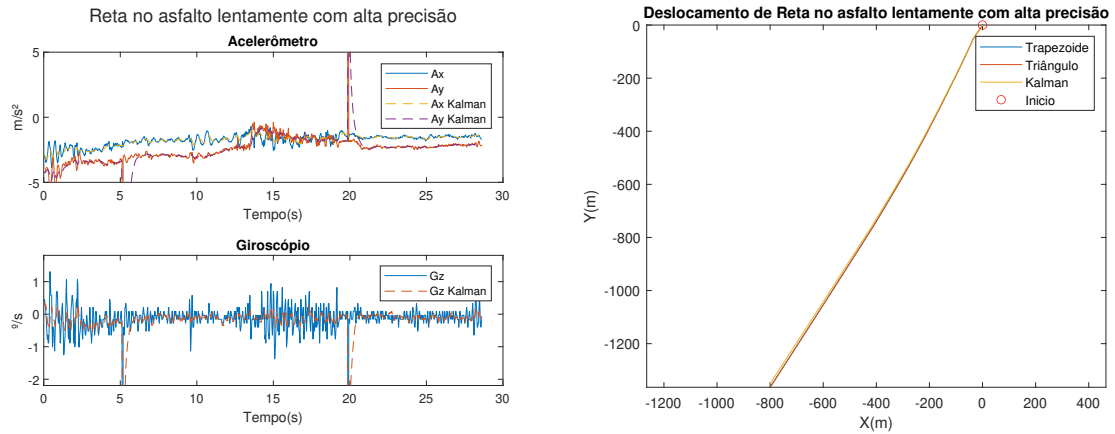 Reta no asfalto lentamente com alta precisão
Acelerômetro
5
0
-5
m/s²
Ax
Ay
Ax Kalman
Ay Kalman
0
5
10
15
20
25
30
Tempo(s)
Giroscópio
1
0
-1
-2
º/s
Gz
Gz Kalman
0
5
10
15
20
25
30
Tempo(s)
Deslocamento de Reta no asfalto lentamente com alta precisão
0
-200
-400
-600
-800
-1000
-1200
Y(m)
Trapezoide
Triângulo
Kalman
Inicio
-1200
-1000
-800
-600
-400
-200
0
200
400
X(m)